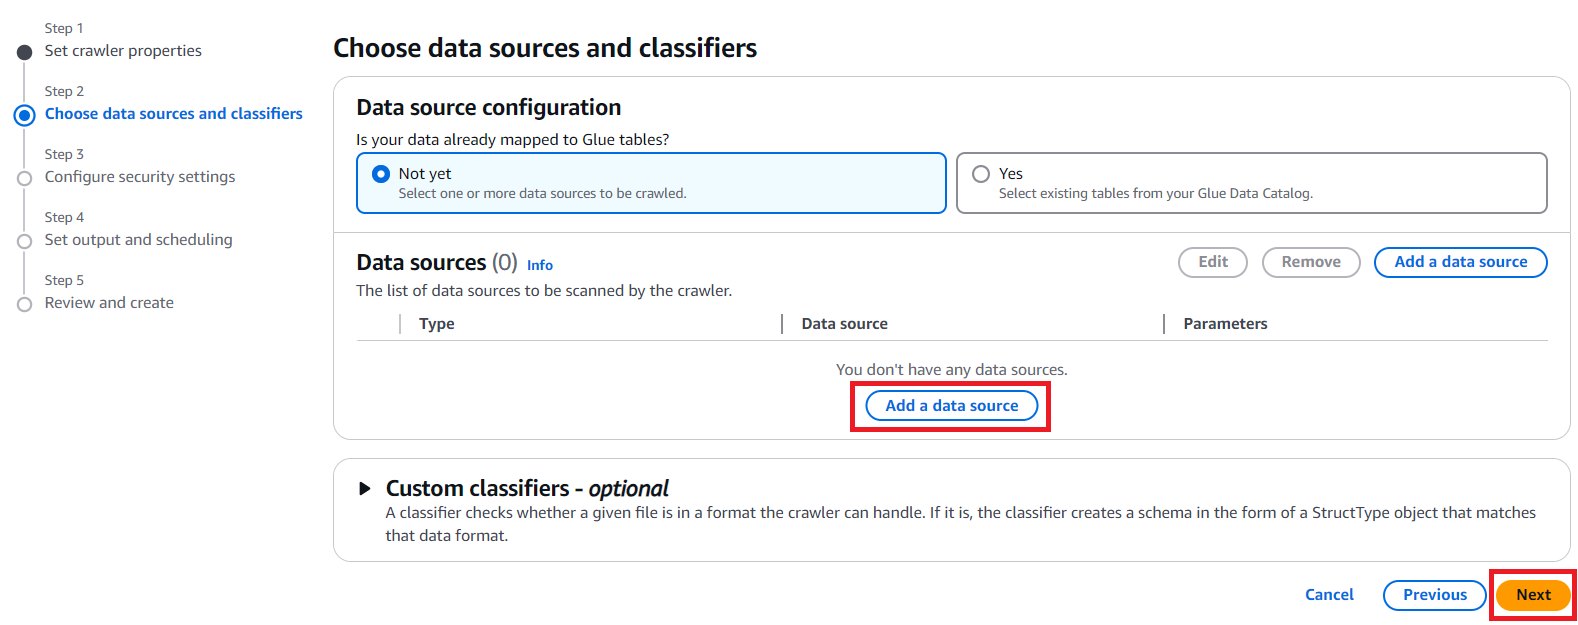 Step 1
Set crawler properties
Step 2
Choose data sources and classifiers
Step 3
Configure security settings
Step 4
Set output and scheduling
Step 5
Review and create
Choose data sources and classifiers
Data source configuration
Is your data already mapped to Glue tables?
Not yet
Select one or more data sources to be crawled.
Yes
Select existing tables from your Glue Data Catalog.
Data sources (0) Info
Edit
Remove
Add a data source
The list of data sources to be scanned by the crawler.
Type
Data source
Parameters
You don't have any data sources.
Add a data source
Custom classifiers - optional
A classifier checks whether a given file is in a format the crawler can handle. If it is, the classifier creates a schema in the form of a StructType object that matches
that data format.
Cancel
Previous
Next